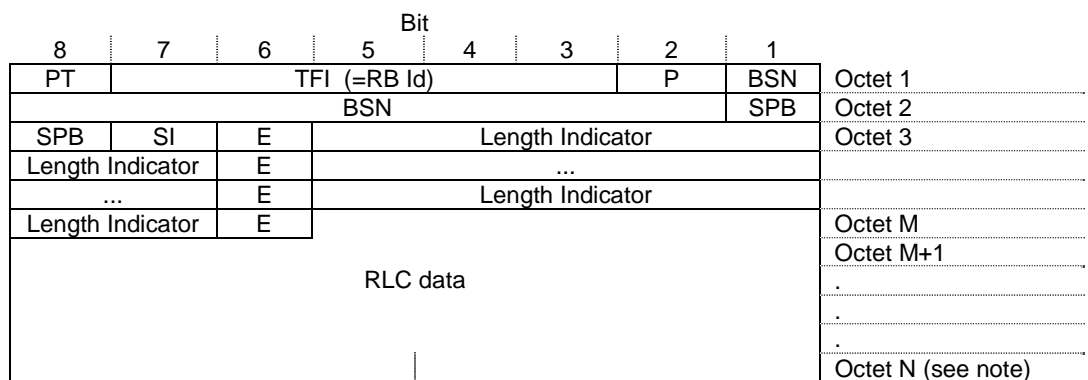 Bit
8 7 6 5 4 3 2 1
PT TFI (=RB Id) P BSN Octet 1
BSN SPB Octet 2
SPB SI E Length Indicator Octet 3
Length Indicator E ...
... E Length Indicator
Length Indicator E Octet M
Octet M+1
RLC data .
.
.
Octet N (see note)